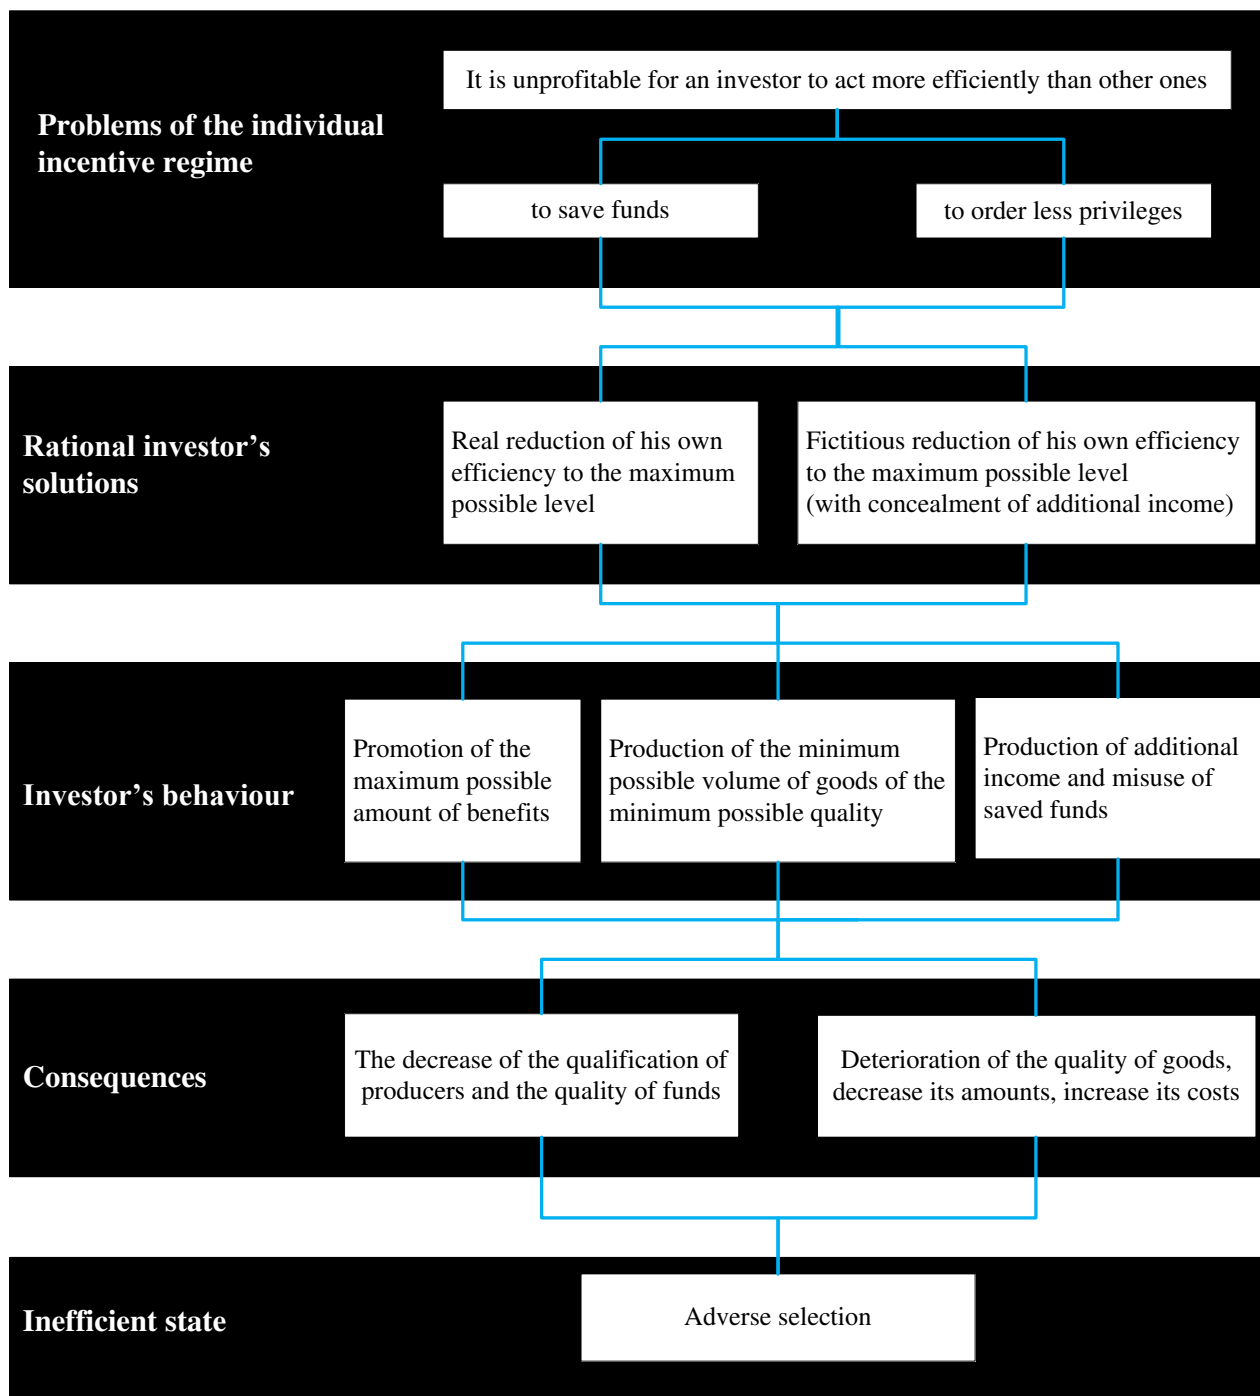 It is unprofitable for an investor to act more efficiently than other ones
Problems of the individual
incentive regime
to save funds
to order less privileges
Rational investor’s
solutions
Real reduction of his own
efficiency to the maximum
possible level
Fictitious reduction of his own efficiency
to the maximum possible level
(with concealment of additional income)
Investor’s behaviour
Promotion of the
maximum possible
amount of benefits
Production of the minimum
possible volume of goods of the
minimum possible quality
Production of additional
income and misuse of
saved funds
Consequences
The decrease of the qualification of
producers and the quality of funds
Deterioration of the quality of goods,
decrease its amounts, increase its costs
Inefficient state
Adverse selection